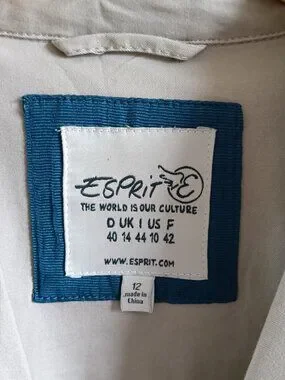 ESPRIT E
THE WORLD IS OUR CULTURE
D UK I US F
40 14 44 10 42
WWW.ESPRIT.COM
12
made in
China